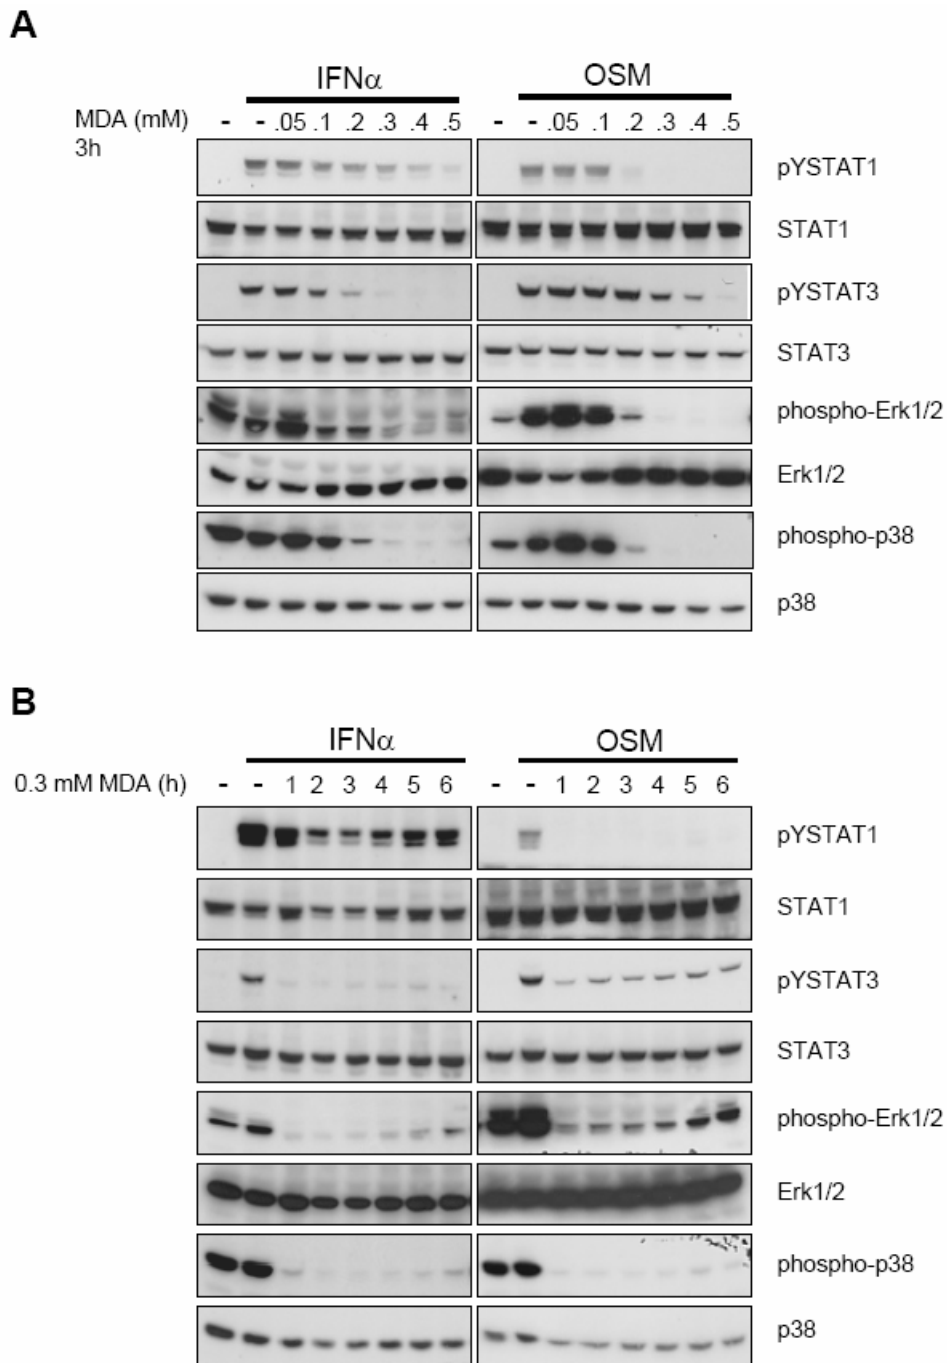 A
IFNα OSM
MDA (mM) - - .05 .1 .2 .3 .4 .5 - - .05 .1 .2 .3 .4 .5
3h
pYSTAT1
STAT1
pYSTAT3
STAT3
phospho-Erk1/2
Erk1/2
phospho-p38
p38
B
IFNα OSM
0.3 mM MDA (h) - - 1 2 3 4 5 6 - - 1 2 3 4 5 6
pYSTAT1
STAT1
pYSTAT3
STAT3
phospho-Erk1/2
Erk1/2
phospho-p38
p38